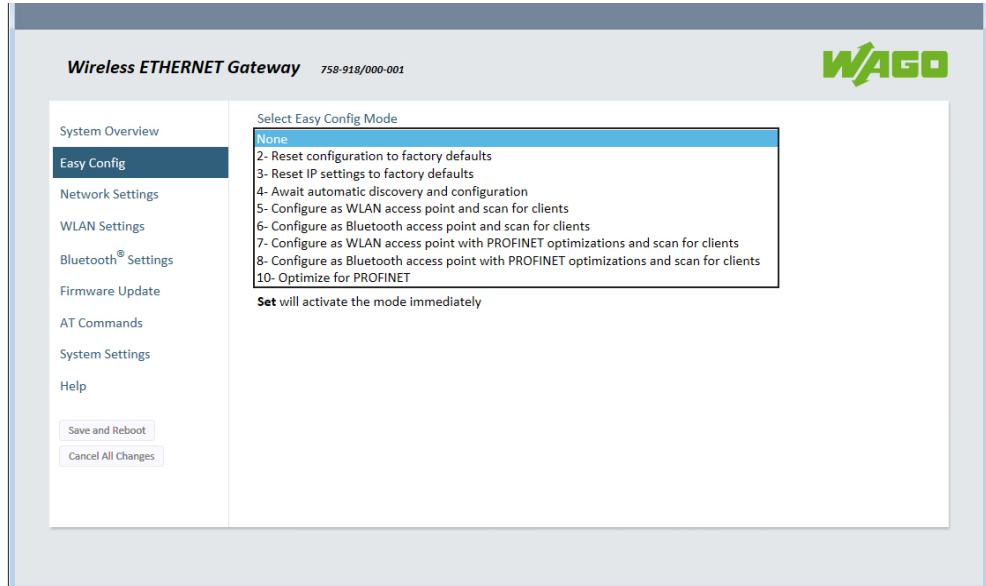 Wireless ETHERNET Gateway 758-918/000-001
WAGO
System Overview
Easy Config
Network Settings
WLAN Settings
Bluetooth® Settings
Firmware Update
AT Commands
System Settings
Help
Save and Reboot
Cancel All Changes
Select Easy Config Mode
None
2- Reset configuration to factory defaults
3- Reset IP settings to factory defaults
4- Await automatic discovery and configuration
5- Configure as WLAN access point and scan for clients
6- Configure as Bluetooth access point and scan for clients
7- Configure as WLAN access point with PROFINET optimizations and scan for clients
8- Configure as Bluetooth access point with PROFINET optimizations and scan for clients
10- Optimize for PROFINET
Set will activate the mode immediately